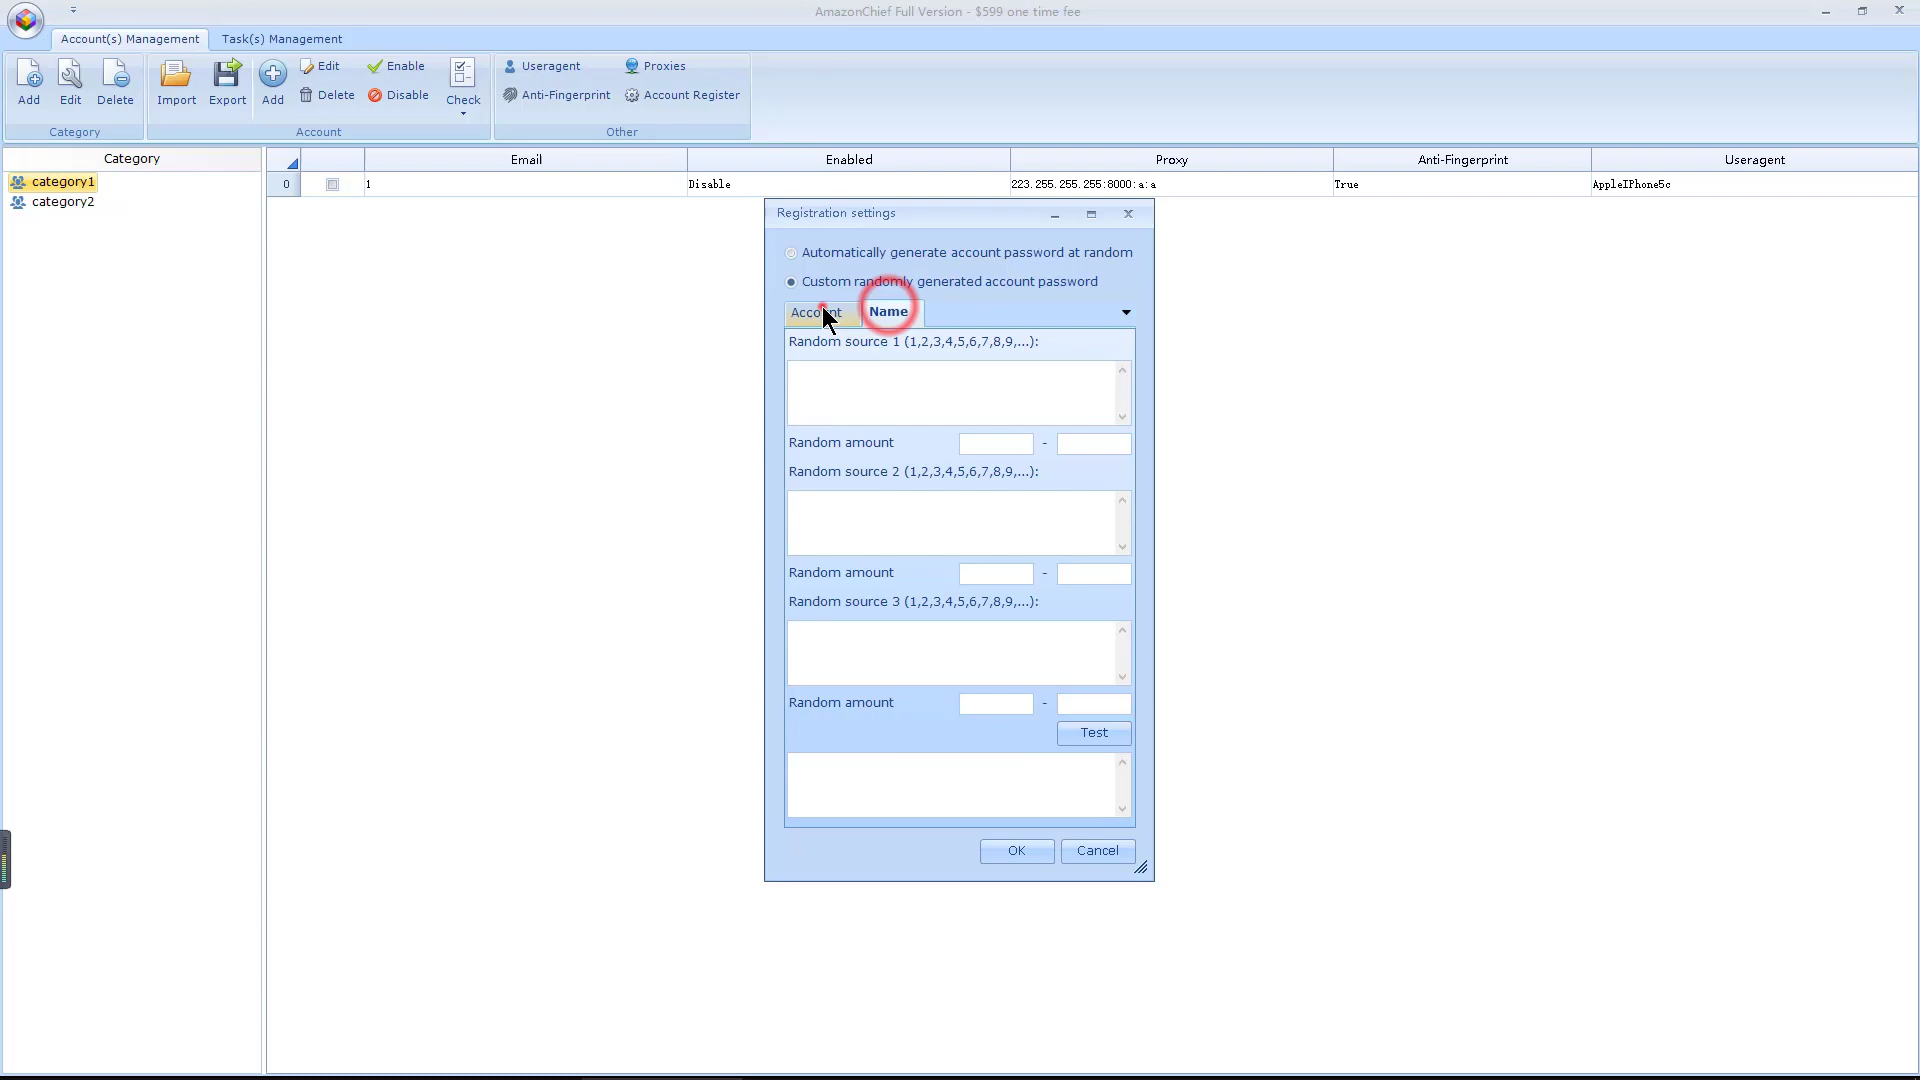 AmazonChief Full Version - $599 one time fee
Account(s) Management
Task(s) Management
Add
Edit
Delete
Category
Import
Export
Add
Edit
Delete
Enable
Disable
Check
Account
Useragent
Proxies
Anti-Fingerprint
Account Register
Other
Category
category1
category2
Email
Enabled
Proxy
Anti-Fingerprint
Useragent
0
1
Disable
223.255.255.255:8000:a:a
True
AppleIPhone5c
Registration settings
Automatically generate account password at random
Custom randomly generated account password
Account
Name
Random source 1 (1,2,3,4,5,6,7,8,9,...):
Random amount
-
Random source 2 (1,2,3,4,5,6,7,8,9,...):
Random amount
-
Random source 3 (1,2,3,4,5,6,7,8,9,...):
Random amount
-
Test
OK
Cancel